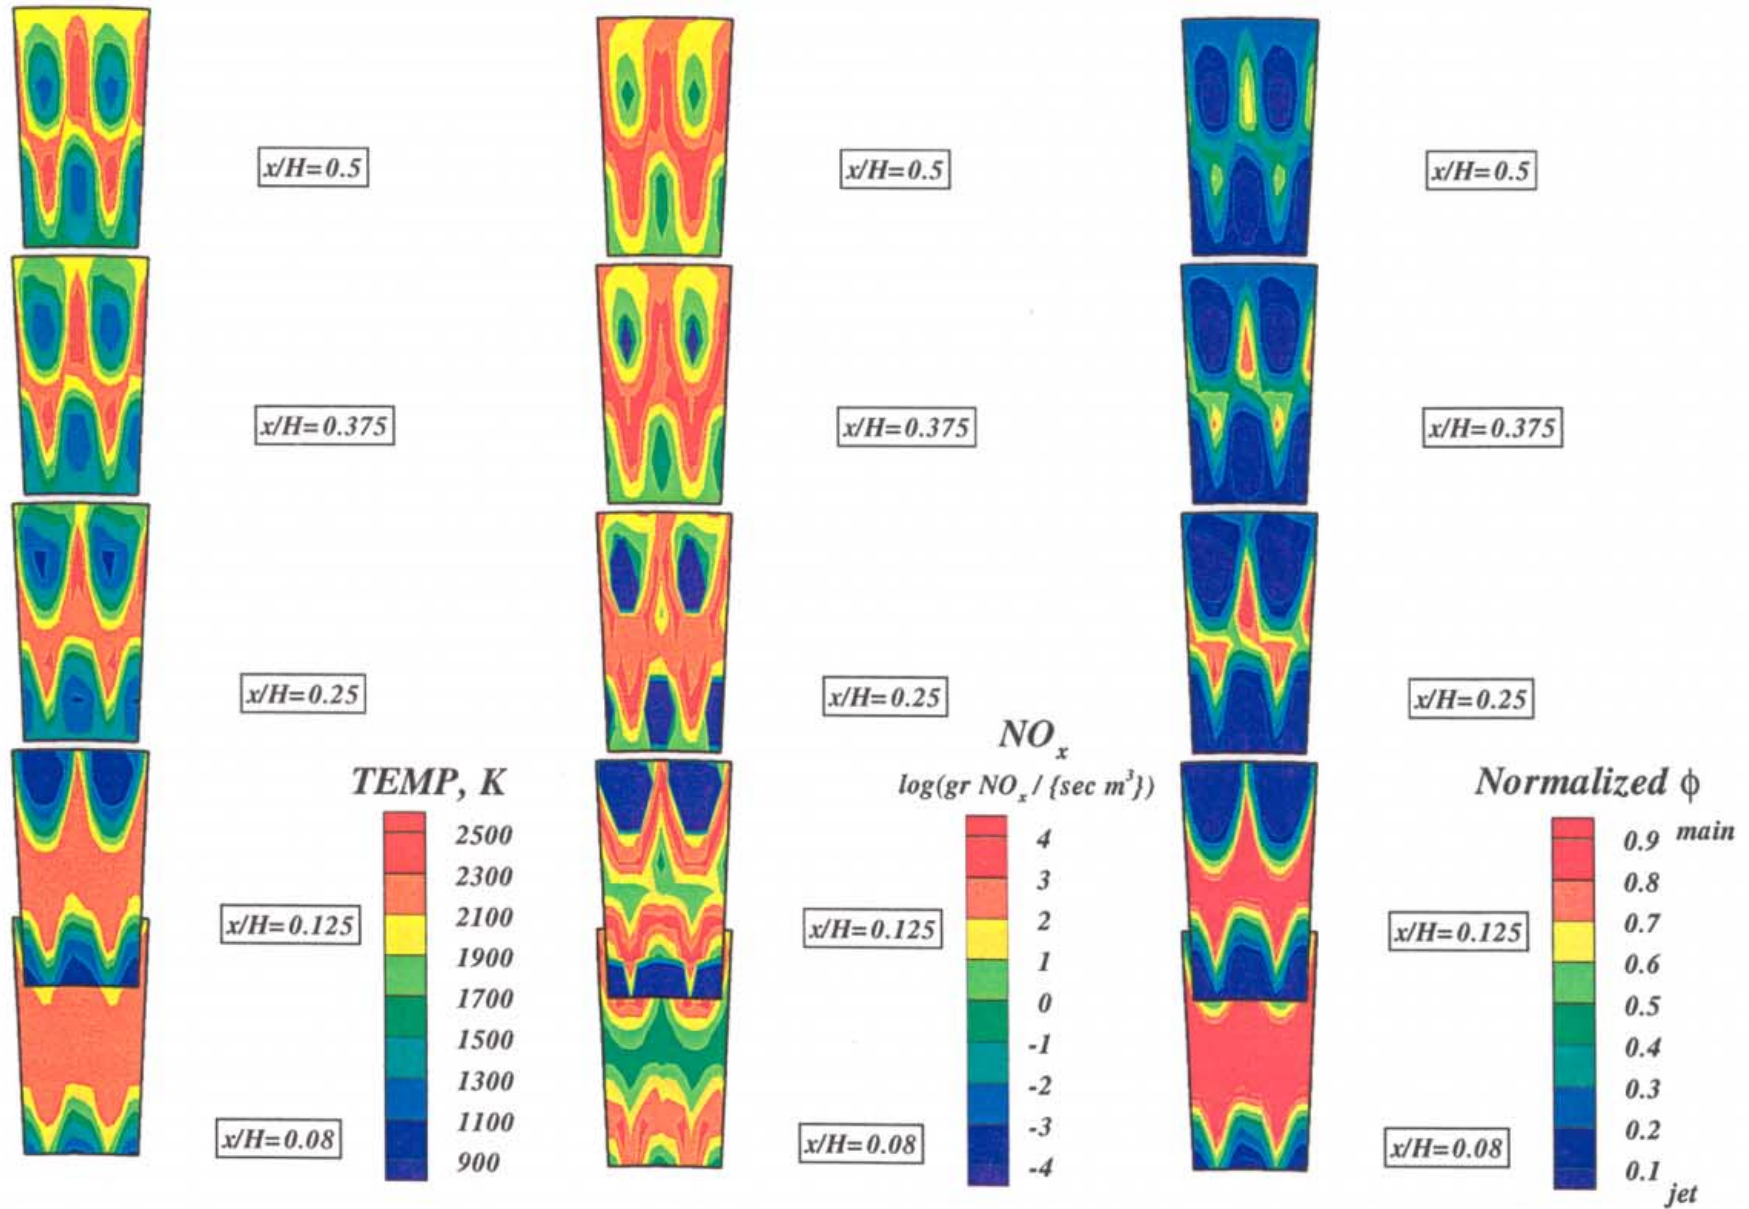 x/H=0.5
x/H=0.5
x/H=0.5
x/H=0.375
x/H=0.375
x/H=0.375
x/H=0.25
x/H=0.25
x/H=0.25
TEMP, K
2500
2300
2100
1900
1700
1500
1300
1100
900
x/H=0.125
x/H=0.08
NOx
log(gr NOx / {sec m³})
4
3
2
1
0
-1
-2
-3
-4
x/H=0.125
x/H=0.08
Normalized ϕ
0.9 main
0.8
0.7
0.6
0.5
0.4
0.3
0.2
0.1
jet
x/H=0.125
x/H=0.08